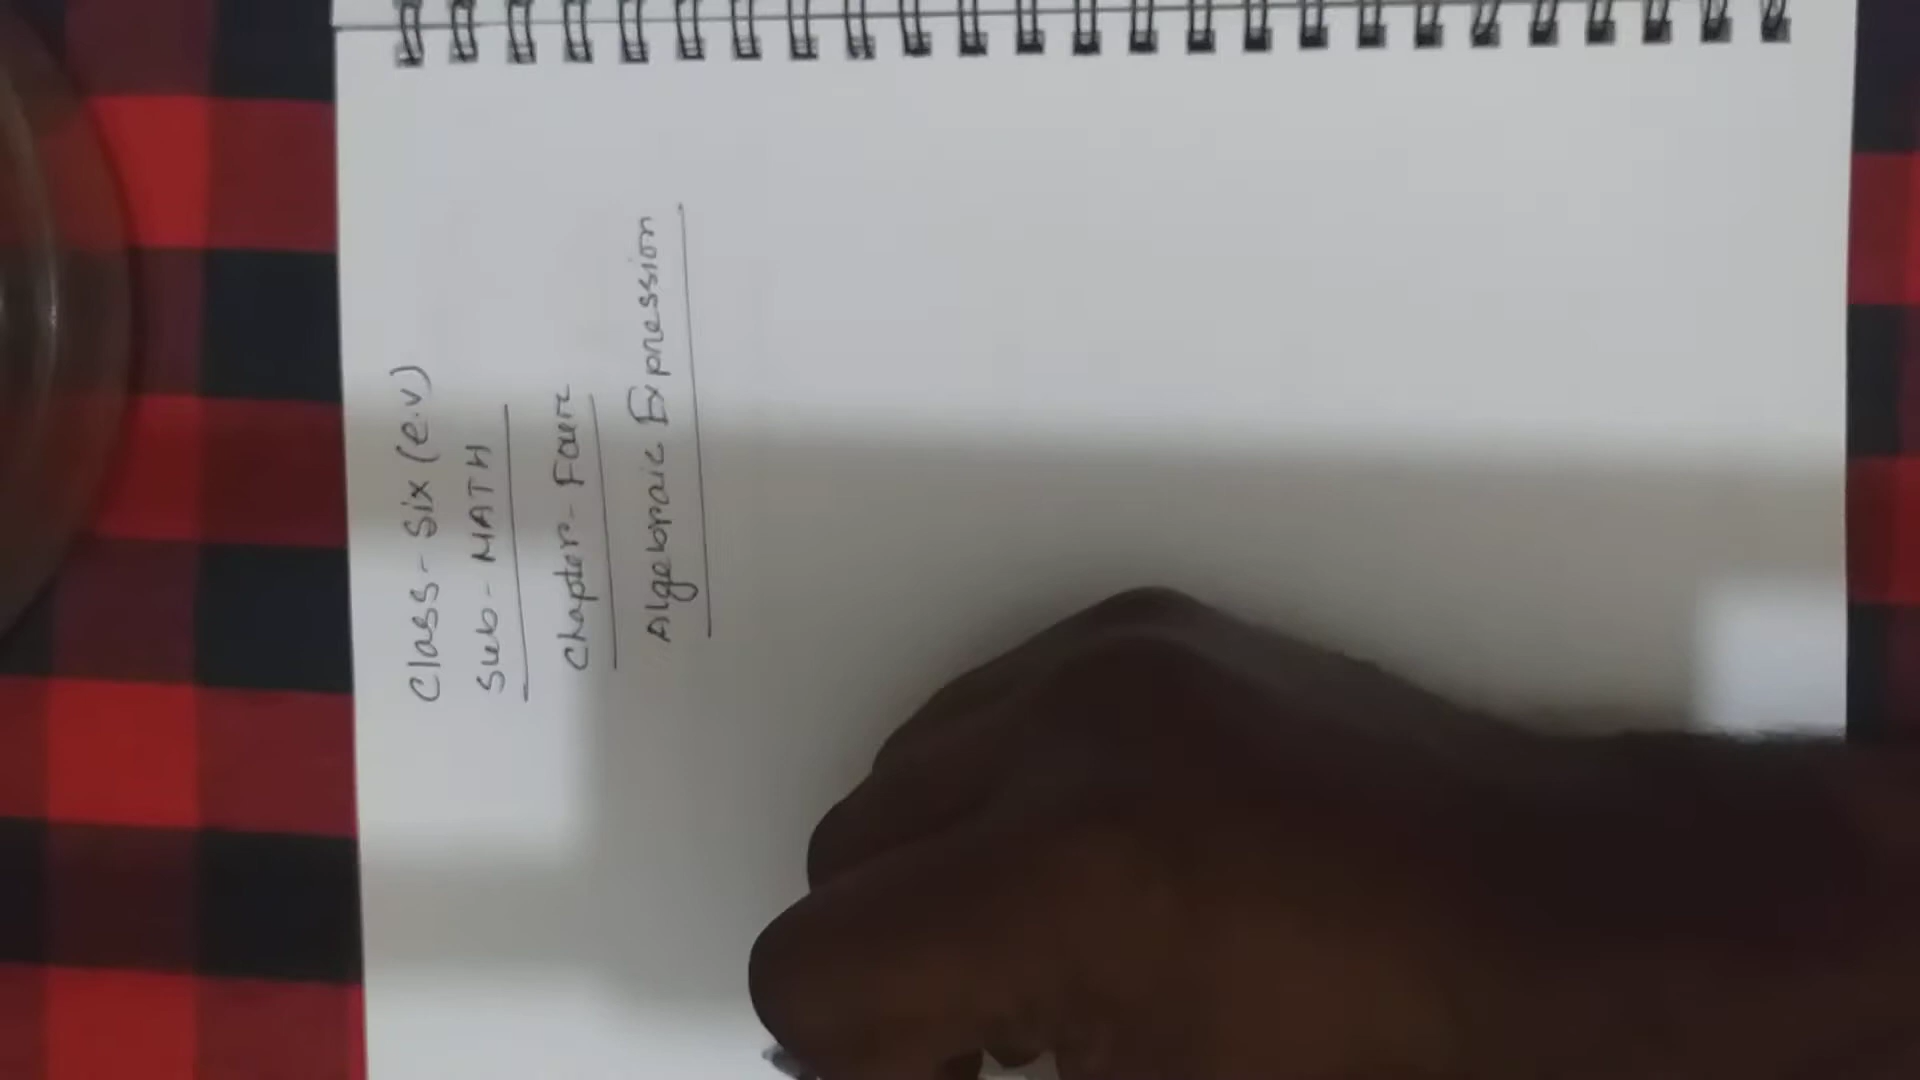 Class- Six (e.v)
Sub- MATH
Chapter- Four
Algebraic Expression